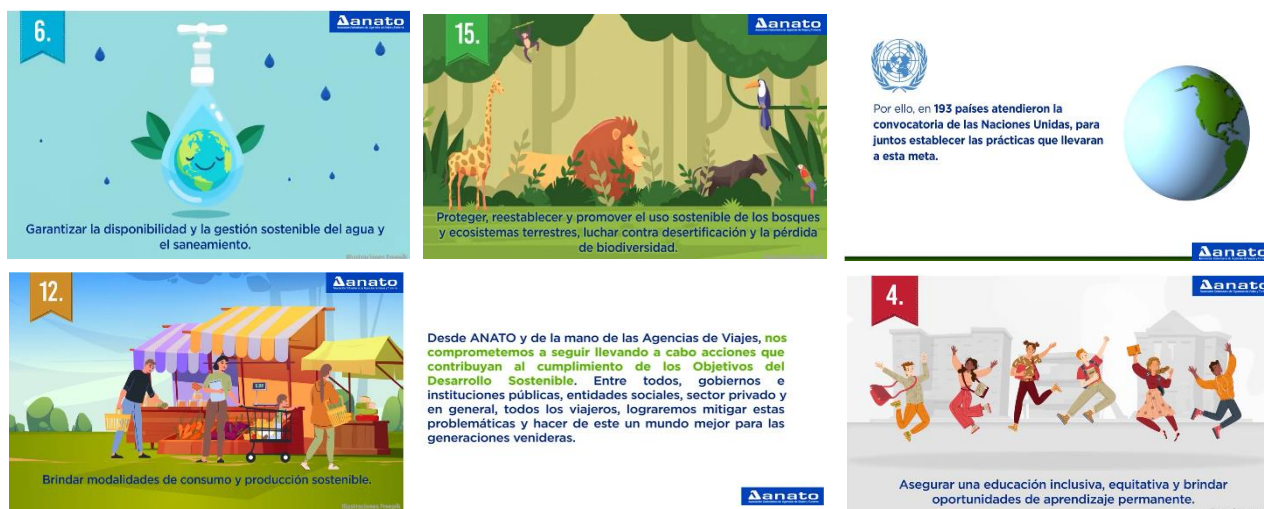 6.
anato
Garantizar la disponibilidad y la gestión sostenible del agua y
el saneamiento.
15.
anato
Proteger, reestablecer y promover el uso sostenible de los bosques
y ecosistemas terrestres, luchar contra desertificación y la pérdida
de biodiversidad.
Por ello, en 193 países atendieron la
convocatoria de las Naciones Unidas, para
juntos establecer las prácticas que llevaran
a esta meta.
anato
12.
anato
Brindar modalidades de consumo y producción sostenible.
Ilustraciones Freepik
Desde ANATO y de la mano de las Agencias de Viajes, nos
comprometemos a seguir llevando a cabo acciones que
contribuyan al cumplimiento de los Objetivos del
Desarrollo Sostenible. Entre todos, gobiernos e
instituciones públicas, entidades sociales, sector privado y
en general, todos los viajeros, lograremos mitigar estas
problemáticas y hacer de este un mundo mejor para las
generaciones venideras.
anato
4.
anato
Asegurar una educación inclusiva, equitativa y brindar
oportunidades de aprendizaje permanente.